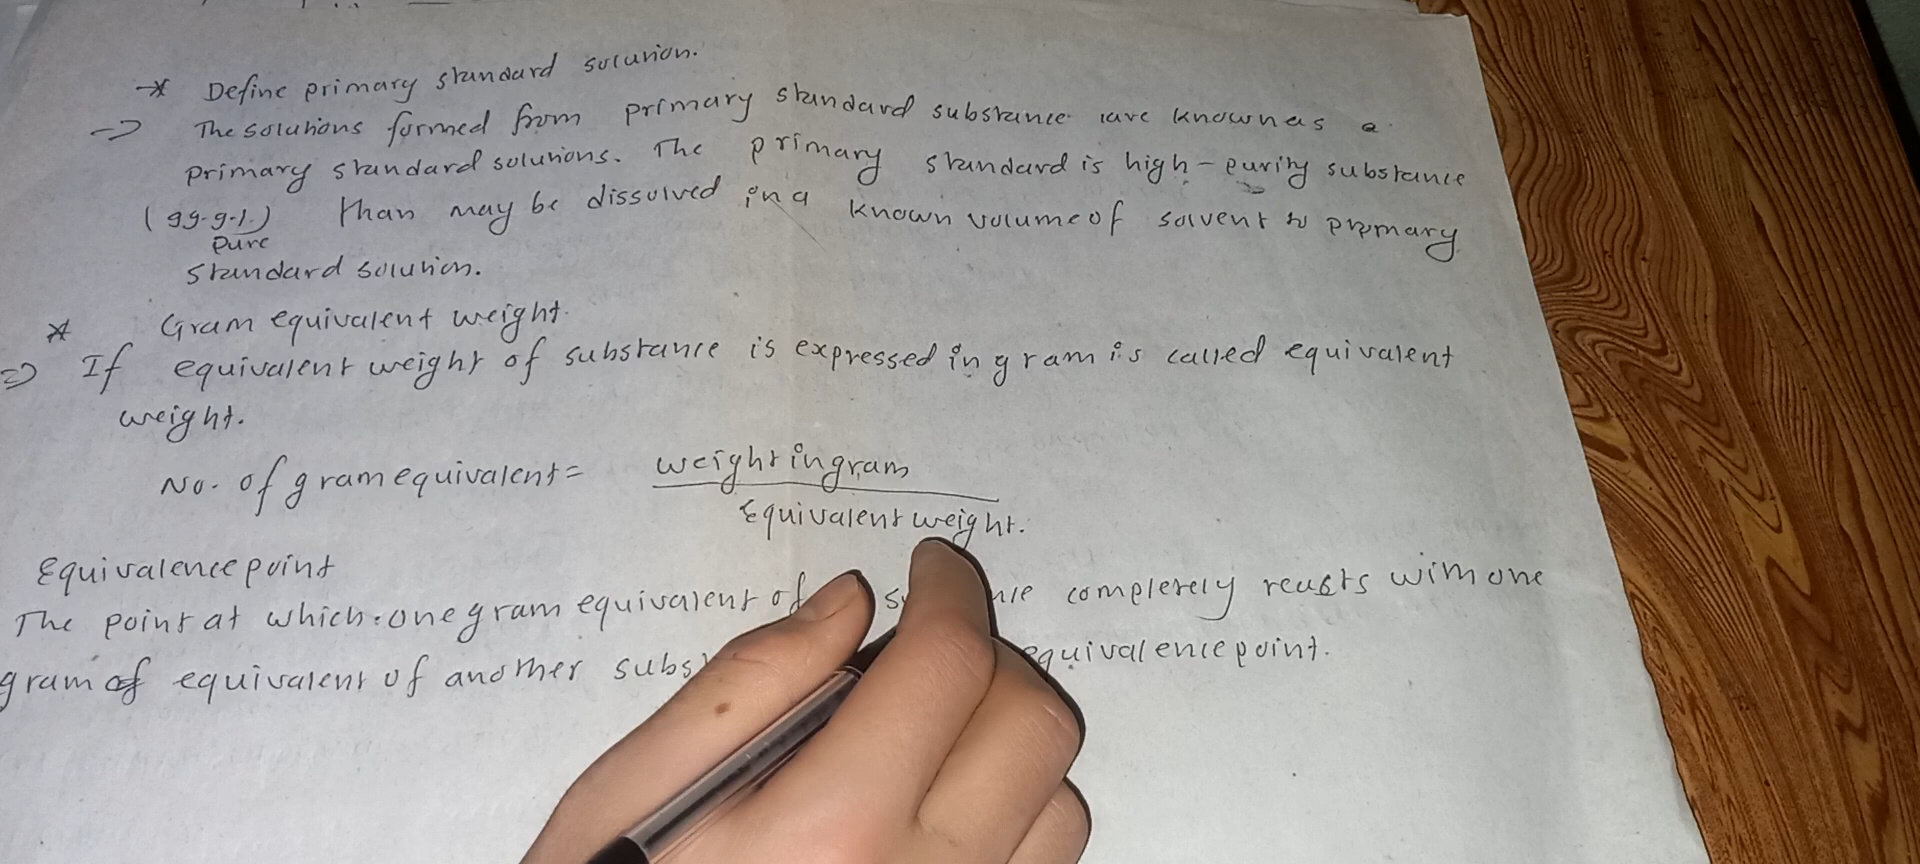 * Define primary standard solution.
=> The solutions formed from primary standard substance are known as a
primary standard solutions. The primary standard is high-purity substance
(99.9%) than may be dissolved in a known volume of solvent to primary
pure
standard solution.
* Gram equivalent weight.
=> If equivalent weight of substance is expressed in gram is called equivalent
weight.
No. of gram equivalent = weight in gram
Equivalent weight.
Equivalence point
The point at which one gram equivalent of completely reacts with one
gram of equivalent of another equivalence point.